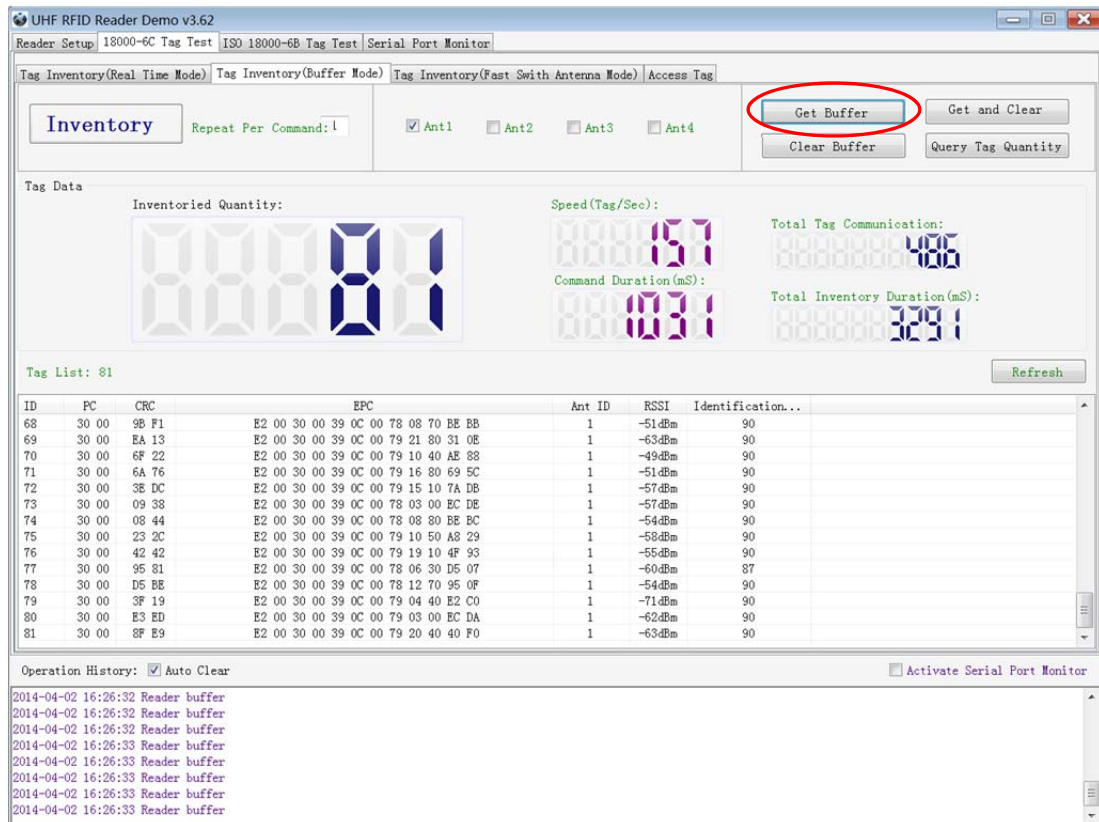 UHF RFID Reader Demo v3.62
Reader Setup 18000-6C Tag Test ISO 18000-6B Tag Test Serial Port Monitor
Tag Inventory(Real Time Mode) Tag Inventory(Buffer Mode) Tag Inventory(Fast Swith Antenna Mode) Access Tag
Inventory Repeat Per Command: 1 Ant1 Ant2 Ant3 Ant4 Get Buffer Get and Clear
Clear Buffer Query Tag Quantity
Tag Data
Inventoried Quantity: Speed(Tag/Sec):
81 157 Total Tag Communication:
486
Command Duration(mS):
1031 Total Inventory Duration(mS):
3291
Tag List: 81 Refresh
ID PC CRC EPC Ant ID RSSI Identification...
68 30 00 9B F1 E2 00 30 00 39 0C 00 78 08 70 BE BB 1 -51dBm 90
69 30 00 EA 13 E2 00 30 00 39 0C 00 79 21 80 31 0E 1 -63dBm 90
70 30 00 6F 22 E2 00 30 00 39 0C 00 79 10 40 AE 88 1 -49dBm 90
71 30 00 6A 76 E2 00 30 00 39 0C 00 79 16 80 69 5C 1 -51dBm 90
72 30 00 3E DC E2 00 30 00 39 0C 00 79 15 10 7A DB 1 -57dBm 90
73 30 00 09 38 E2 00 30 00 39 0C 00 78 03 00 EC DE 1 -57dBm 90
74 30 00 08 44 E2 00 30 00 39 0C 00 78 08 80 BE BC 1 -54dBm 90
75 30 00 23 2C E2 00 30 00 39 0C 00 79 10 50 A8 29 1 -58dBm 90
76 30 00 42 42 E2 00 30 00 39 0C 00 79 19 10 4F 93 1 -55dBm 90
77 30 00 95 81 E2 00 30 00 39 0C 00 78 06 30 D5 07 1 -60dBm 87
78 30 00 D5 BE E2 00 30 00 39 0C 00 78 12 70 95 0F 1 -54dBm 90
79 30 00 3F 19 E2 00 30 00 39 0C 00 79 04 40 E2 C0 1 -71dBm 90
80 30 00 E3 ED E2 00 30 00 39 0C 00 79 03 00 EC DA 1 -62dBm 90
81 30 00 8F E9 E2 00 30 00 39 0C 00 79 20 40 40 F0 1 -63dBm 90
Operation History: Auto Clear Activate Serial Port Monitor
2014-04-02 16:26:32 Reader buffer
2014-04-02 16:26:32 Reader buffer
2014-04-02 16:26:32 Reader buffer
2014-04-02 16:26:33 Reader buffer
2014-04-02 16:26:33 Reader buffer
2014-04-02 16:26:33 Reader buffer
2014-04-02 16:26:33 Reader buffer
2014-04-02 16:26:33 Reader buffer